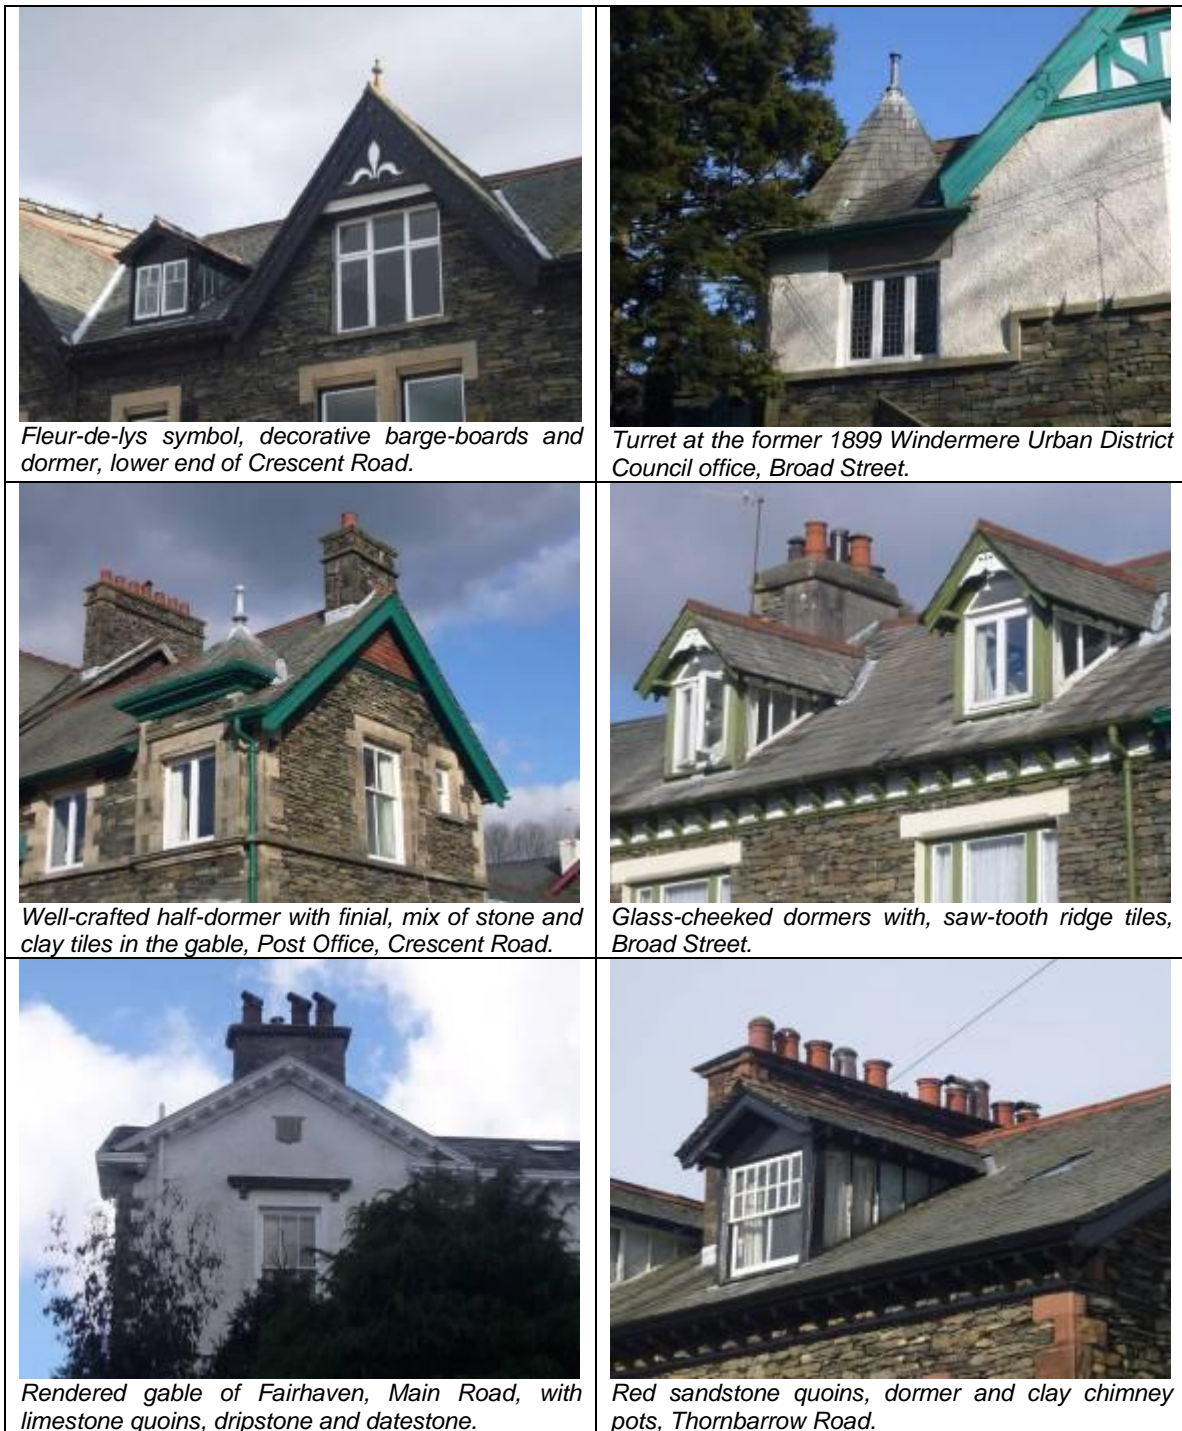 Fleur-de-lys symbol, decorative barge-boards and
dormer, lower end of Crescent Road.
Turret at the former 1899 Windermere Urban District
Council office, Broad Street.
Well-crafted half-dormer with finial, mix of stone and
clay tiles in the gable, Post Office, Crescent Road.
Glass-cheeked dormers with, saw-tooth ridge tiles,
Broad Street.
Rendered gable of Fairhaven, Main Road, with
limestone quoins, dripstone and datestone.
Red sandstone quoins, dormer and clay chimney
pots, Thornbarrow Road.